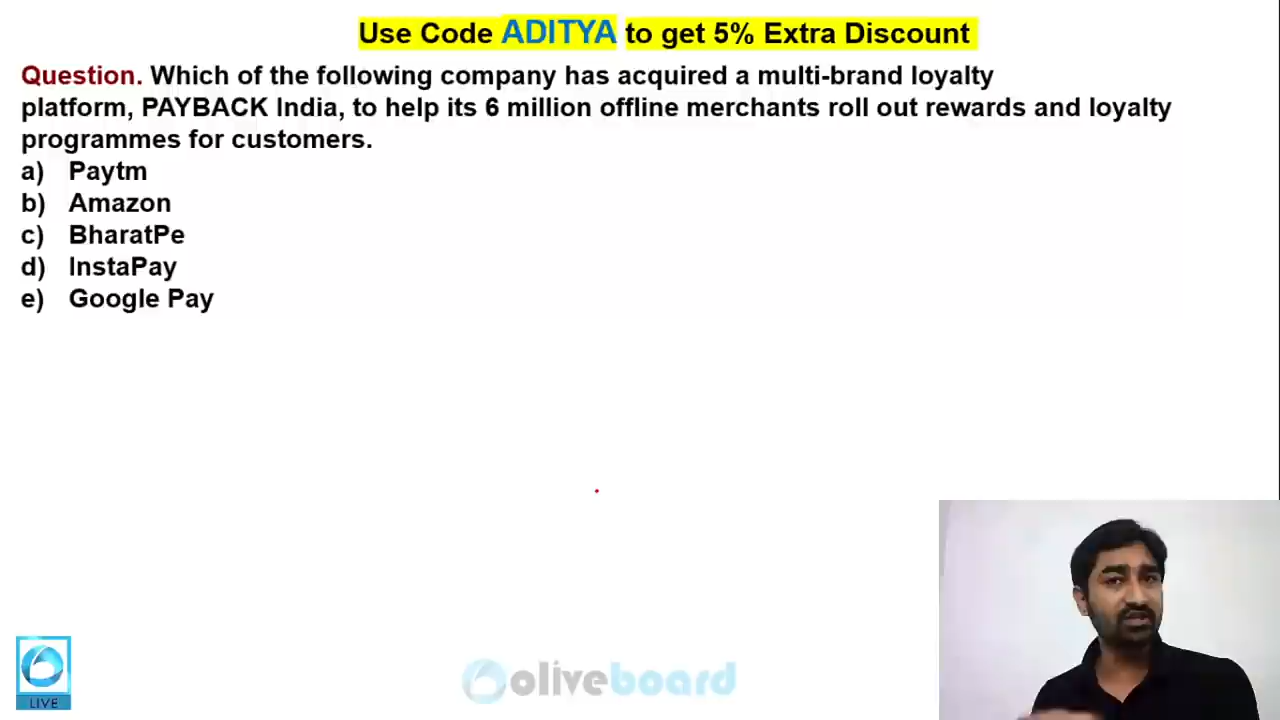 Use Code ADITYA to get 5% Extra Discount
Question. Which of the following company has acquired a multi-brand loyalty
platform, PAYBACK India, to help its 6 million offline merchants roll out rewards and loyalty
programmes for customers.
a) Paytm
b) Amazon
c) BharatPe
d) InstaPay
e) Google Pay
LIVE
oliveboard